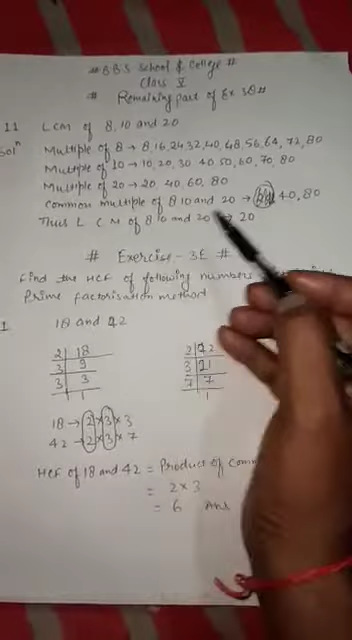 # BBS School & College #
Class V
# Remaining part of Ex 3D #
11 LCM of 8, 10 and 20
Solⁿ Multiple of 8 → 8, 16, 24, 32, 40, 48, 56, 64, 72, 80
Multiple of 10 → 10, 20, 30, 40, 50, 60, 70, 80
Multiple of 20 → 20, 40, 60, 80
Common multiple of 8 10 and 20 → 40, 80
Thus L C M of 8 10 and 20 → 20
# Exercise - 3E #
Find the HCF of following numbers
Prime factorisation method
1 18 and 42
2 | 18
3 | 9
3 | 3
1
2 | 42
3 | 21
7 | 7
1
18 → 2 × 3 × 3
42 → 2 × 3 × 7
HCF of 18 and 42 = Product of
= 2 × 3
= 6 Ans